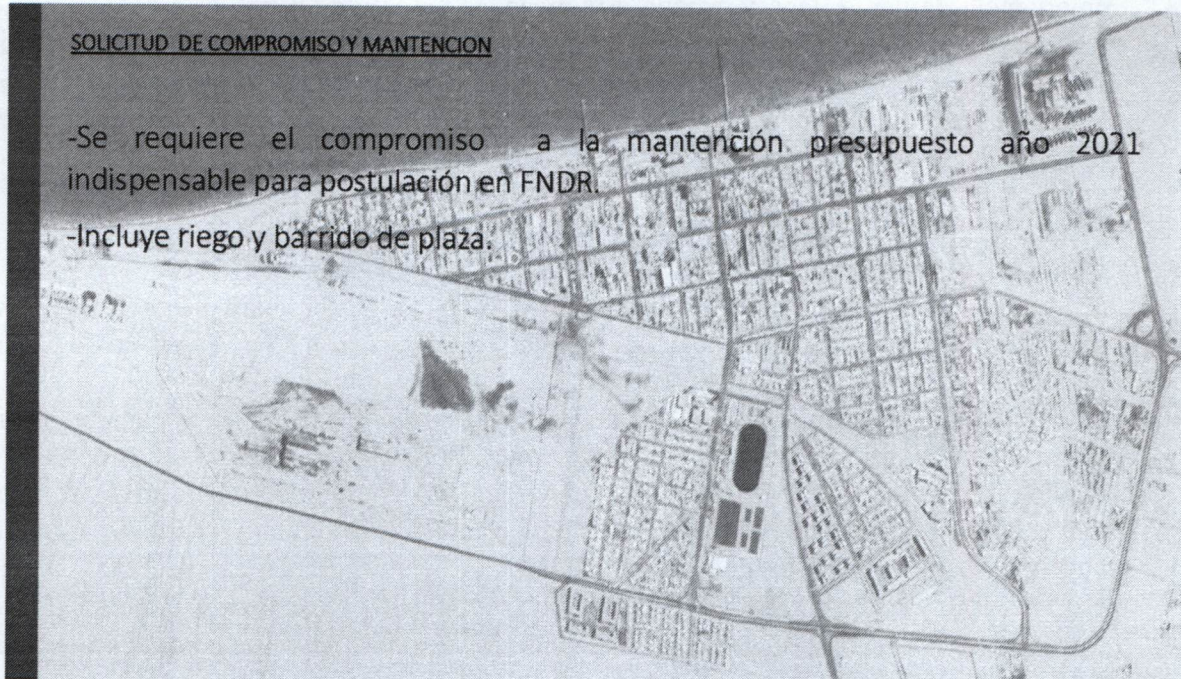 SOLICITUD DE COMPROMISO Y MANTENCION
-Se requiere el compromiso a la mantención presupuesto año 2021
indispensable para postulación en FNDR.
-Incluye riego y barrido de plaza.